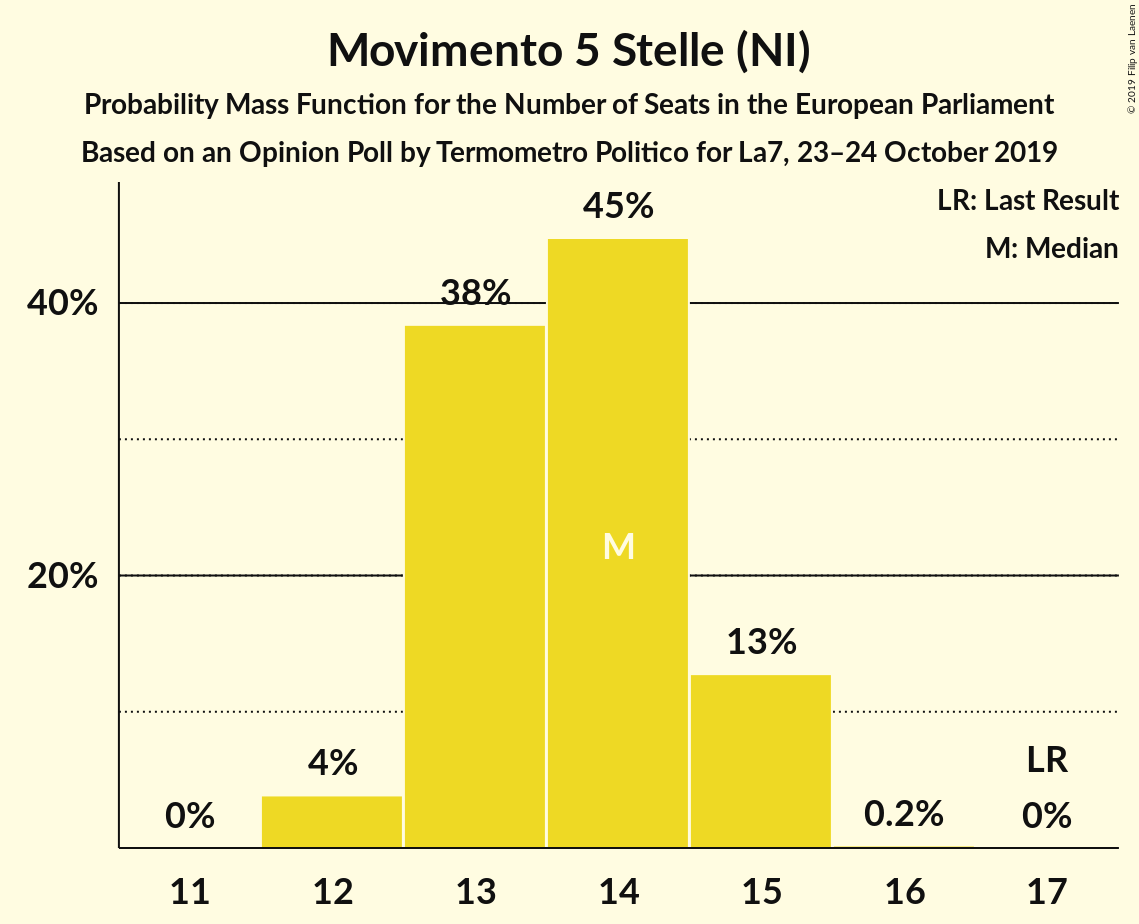 Movimento 5 Stelle (NI)
Probability Mass Function for the Number of Seats in the European Parliament
Based on an Opinion Poll by Termometro Politico for La7, 23–24 October 2019
© 2019 Filip van Laenen
LR: Last Result
M: Median
45%
38%
40%
M
20%
13%
4%
LR
0%
0.2%
0%
11 12 13 14 15 16 17